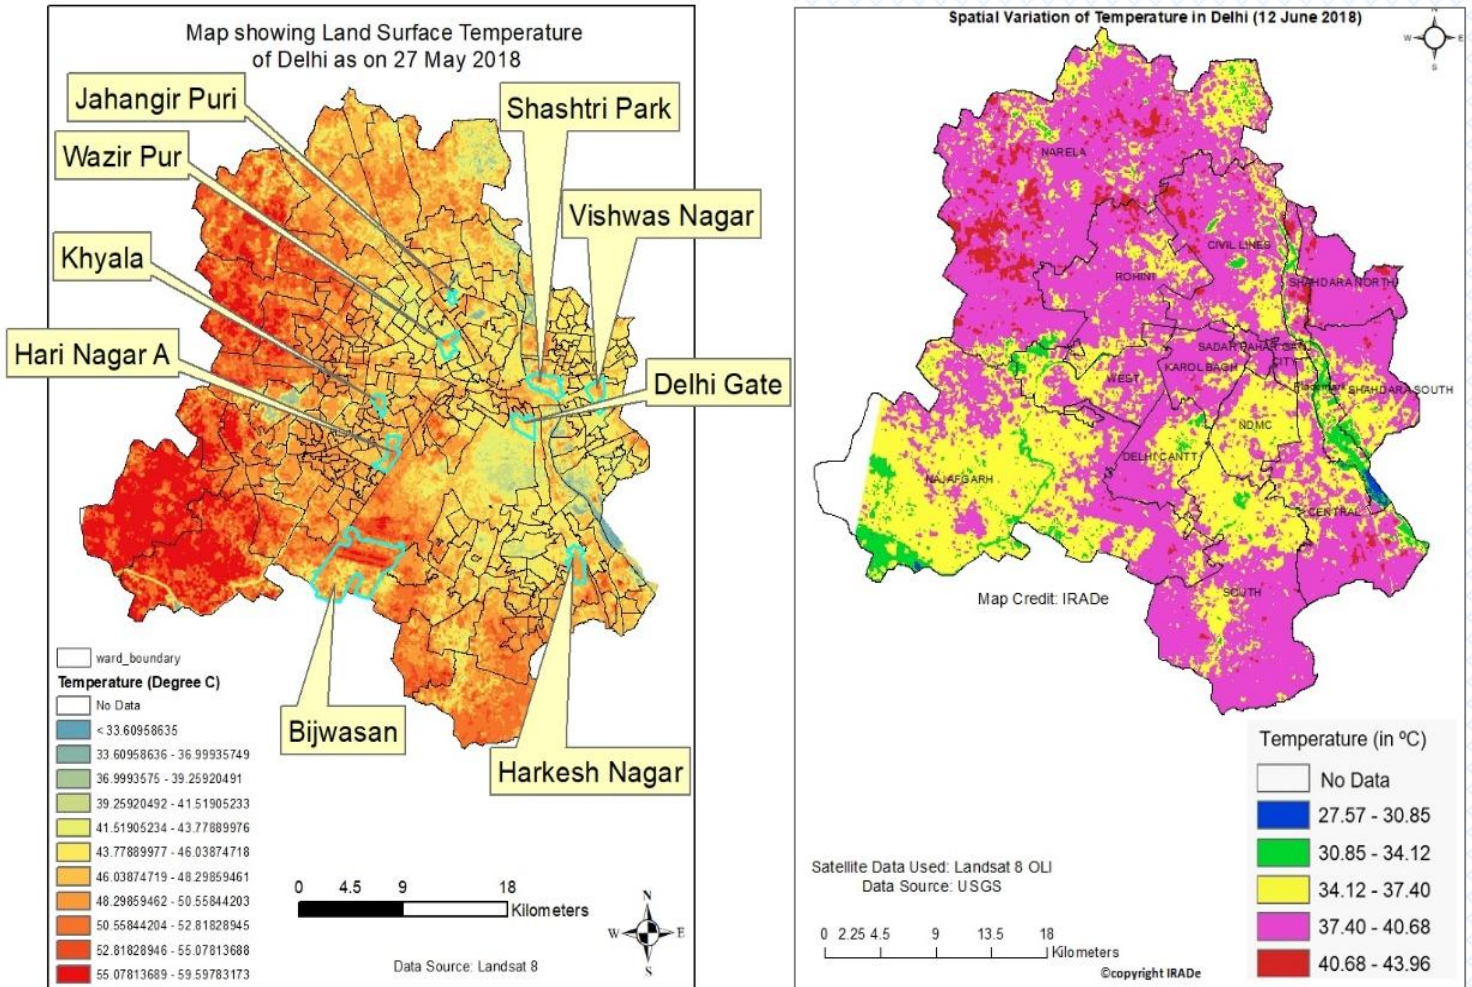 Map showing Land Surface Temperature
of Delhi as on 27 May 2018
Jahangir Puri
Shashtri Park
Wazir Pur
Vishwas Nagar
Khyala
Hari Nagar A
Delhi Gate
Bijwasan
Harkesh Nagar
ward_boundary
Temperature (Degree C)
No Data
< 33.60958635
33.60958636 - 36.99935749
36.9993575 - 39.25920491
39.25920492 - 41.51905233
41.51905234 - 43.77889976
43.77889977 - 46.03874718
46.03874719 - 48.29859461
48.29859462 - 50.55844203
50.55844204 - 52.81828945
52.81828946 - 55.07813688
55.07813689 - 59.59783173
0 4.5 9 18
Kilometers
N
W E
S
Data Source: Landsat 8
Spatial Variation of Temperature in Delhi (12 June 2018)
N
W E
S
NARELA
CIVIL LINES
ROHINI
SHAHDARA NORTH
SADAR PAHAR GANJ
CITY
KAROL BAGH
WEST
SHAHDARA SOUTH
NDMC
DELHI CANTT
NAJAFGARH
CENTRAL
SOUTH
Map Credit: IRADe
Satellite Data Used: Landsat 8 OLI
Data Source: USGS
0 2.25 4.5 9 13.5 18
Kilometers
©copyright IRADe
Temperature (in ºC)
No Data
27.57 - 30.85
30.85 - 34.12
34.12 - 37.40
37.40 - 40.68
40.68 - 43.96